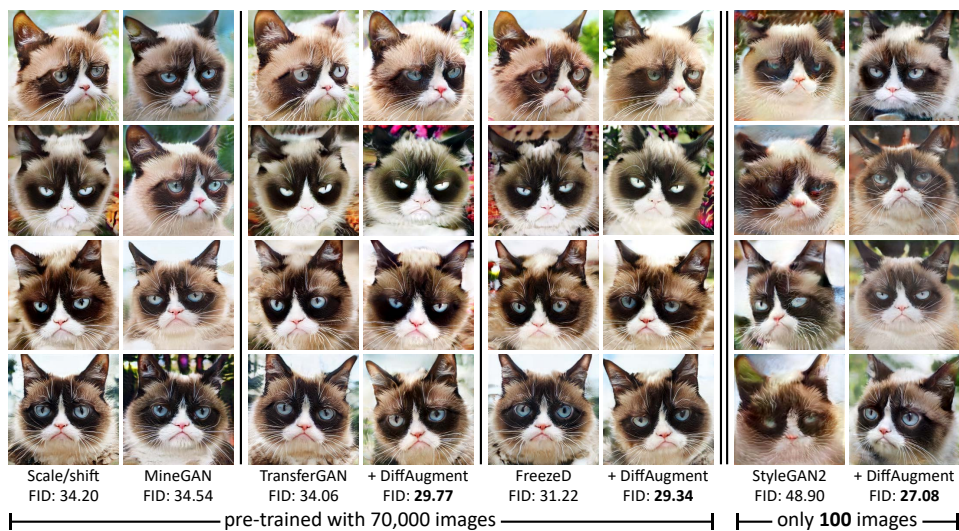 Scale/shift MineGAN TransferGAN + DiffAugment FreezeD + DiffAugment StyleGAN2 + DiffAugment
FID: 34.20 FID: 34.54 FID: 34.06 FID: 29.77 FID: 31.22 FID: 29.34 FID: 48.90 FID: 27.08
pre-trained with 70,000 images only 100 images